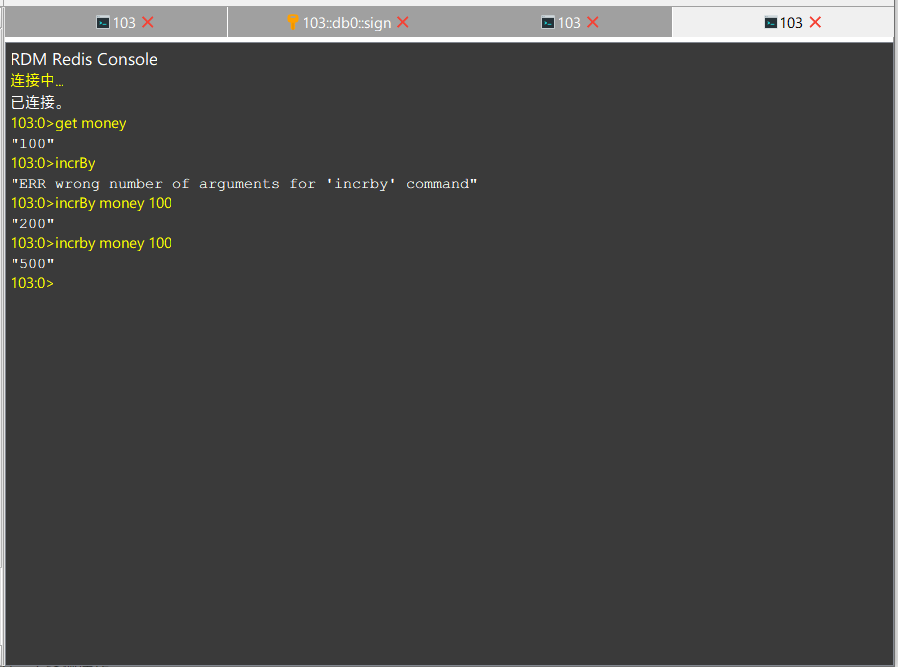 103
103::db0::sign
103
103
RDM Redis Console
连接中...
已连接。
103:0>get money
"100"
103:0>incrBy
"ERR wrong number of arguments for 'incrby' command"
103:0>incrBy money 100
"200"
103:0>incrby money 100
"500"
103:0>